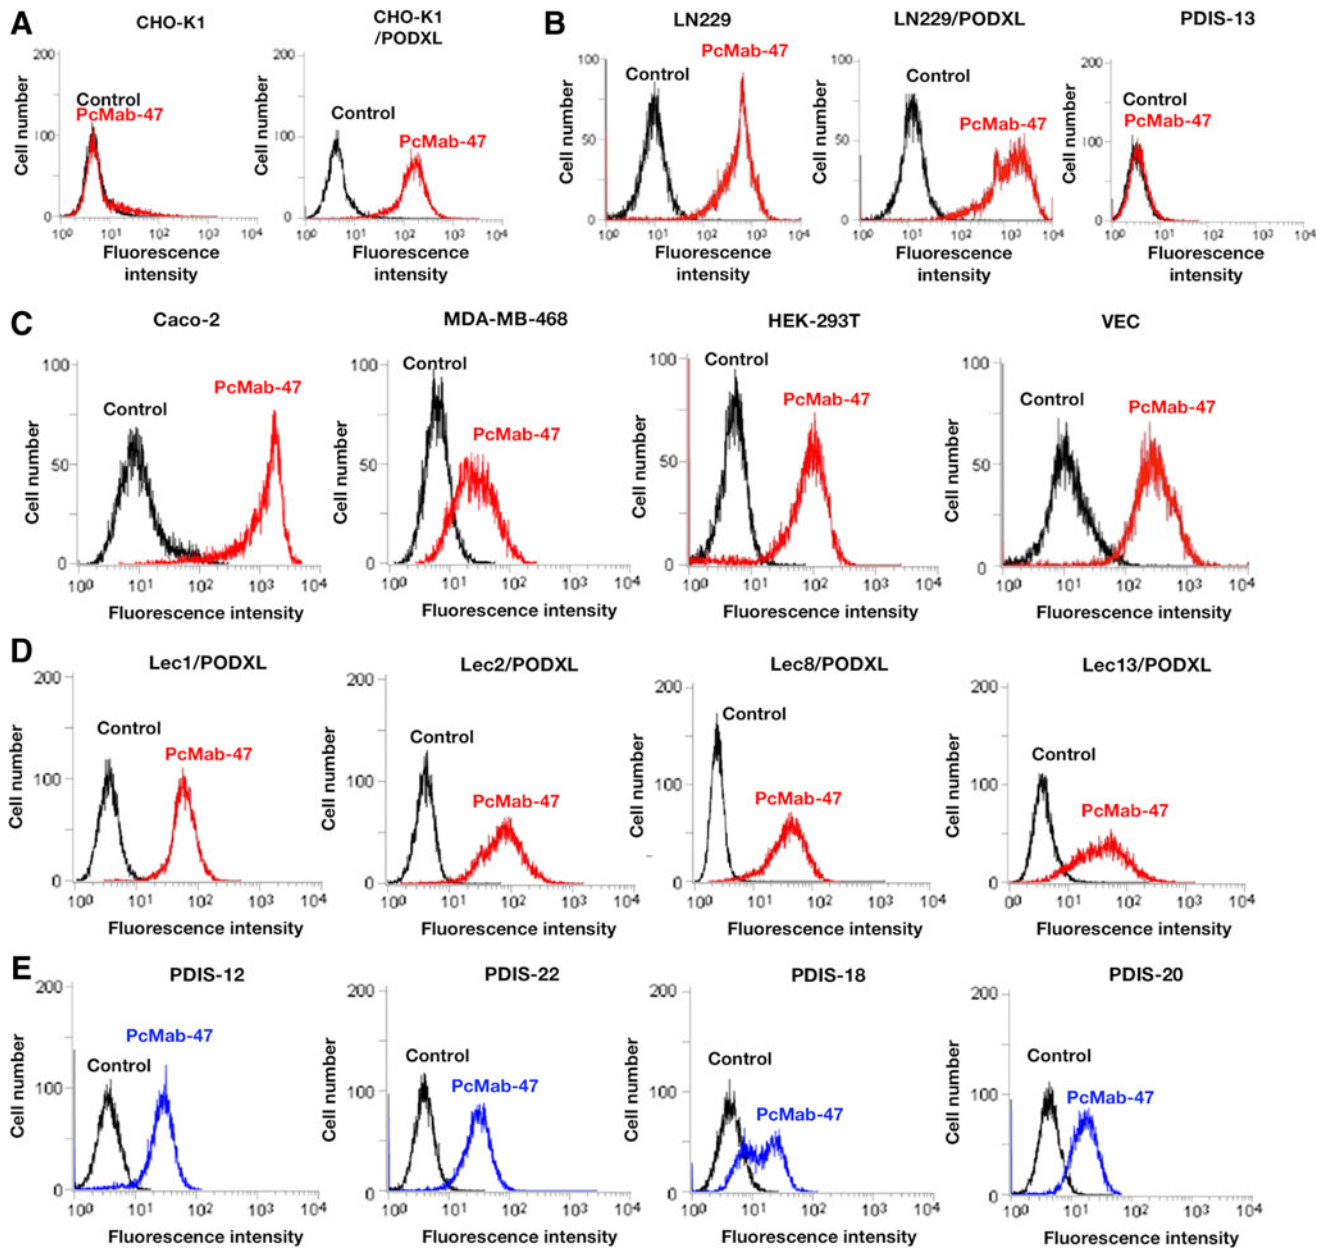 A
CHO-K1
CHO-K1
/PODXL
B
LN229
LN229/PODXL
PDIS-13
Cell number
200
100
0
Control
PcMab-47
10⁰ 10¹ 10² 10³ 10⁴
Fluorescence
intensity
Cell number
200
100
0
Control
PcMab-47
10⁰ 10¹ 10² 10³ 10⁴
Fluorescence
intensity
Cell number
100
50
0
Control
PcMab-47
10⁰ 10¹ 10² 10³ 10⁴
Fluorescence
intensity
Cell number
100
50
0
Control
PcMab-47
10⁰ 10¹ 10² 10³ 10⁴
Fluorescence
intensity
Cell number
200
100
0
Control
PcMab-47
10⁰ 10¹ 10² 10³ 10⁴
Fluorescence
intensity
C
Caco-2
MDA-MB-468
HEK-293T
VEC
Cell number
100
50
0
Control
PcMab-47
10⁰ 10¹ 10² 10³ 10⁴
Fluorescence intensity
Cell number
100
50
0
Control
PcMab-47
10⁰ 10¹ 10² 10³ 10⁴
Fluorescence intensity
Cell number
100
50
0
Control
PcMab-47
10⁰ 10¹ 10² 10³ 10⁴
Fluorescence intensity
Cell number
100
50
0
Control
PcMab-47
10⁰ 10¹ 10² 10³ 10⁴
Fluorescence intensity
D
Lec1/PODXL
Lec2/PODXL
Lec8/PODXL
Lec13/PODXL
Cell number
200
100
0
Control
PcMab-47
10⁰ 10¹ 10² 10³ 10⁴
Fluorescence intensity
Cell number
200
100
0
Control
PcMab-47
10⁰ 10¹ 10² 10³ 10⁴
Fluorescence intensity
Cell number
200
100
0
Control
PcMab-47
10⁰ 10¹ 10² 10³ 10⁴
Fluorescence intensity
Cell number
200
100
0
Control
PcMab-47
10⁰ 10¹ 10² 10³ 10⁴
Fluorescence intensity
E
PDIS-12
PDIS-22
PDIS-18
PDIS-20
Cell number
200
100
0
Control
PcMab-47
10⁰ 10¹ 10² 10³ 10⁴
Fluorescence intensity
Cell number
200
100
0
Control
PcMab-47
10⁰ 10¹ 10² 10³ 10⁴
Fluorescence intensity
Cell number
200
100
0
Control
PcMab-47
10⁰ 10¹ 10² 10³ 10⁴
Fluorescence intensity
Cell number
200
100
0
Control
PcMab-47
10⁰ 10¹ 10² 10³ 10⁴
Fluorescence intensity